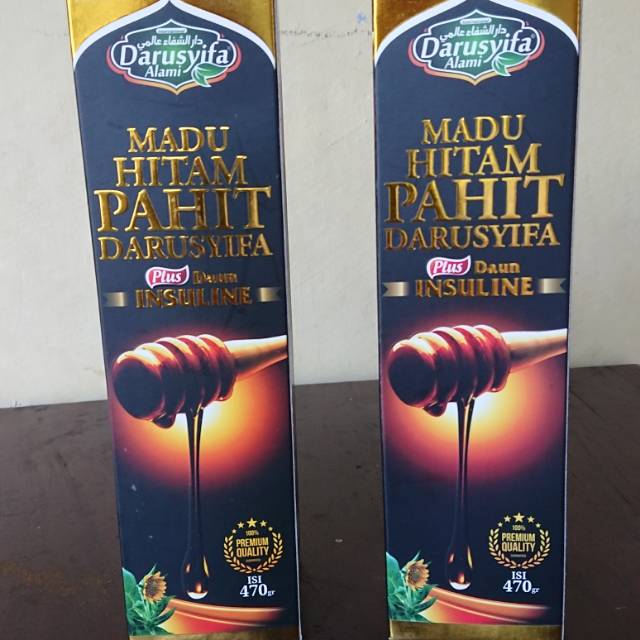 دار الشفاء عالمي
Darusyifa
Alami
MADU
HITAM
PAHIT
DARUSYIFA
Plus Daun
INSULINE
100%
PREMIUM
QUALITY
ISI
470gr
دار الشفاء عالمي
Darusyifa
Alami
MADU
HITAM
PAHIT
DARUSYIFA
Plus Daun
INSULINE
100%
PREMIUM
QUALITY
ISI
470gr